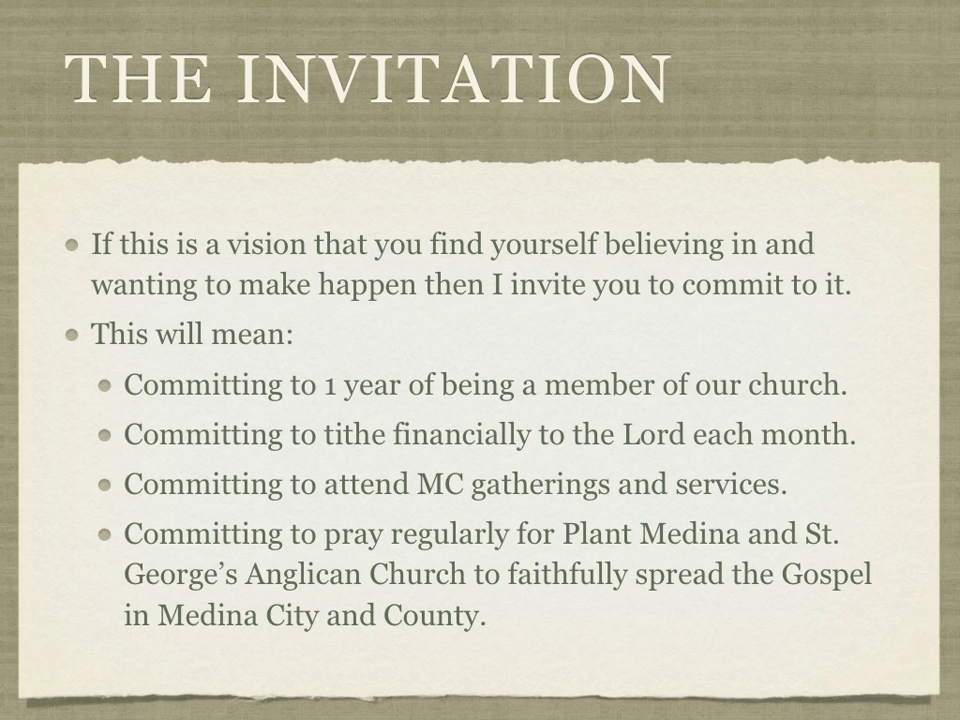 THE INVITATION
If this is a vision that you find yourself believing in and
wanting to make happen then I invite you to commit to it.
This will mean:
Committing to 1 year of being a member of our church.
Committing to tithe financially to the Lord each month.
Committing to attend MC gatherings and services.
Committing to pray regularly for Plant Medina and St.
George’s Anglican Church to faithfully spread the Gospel
in Medina City and County.